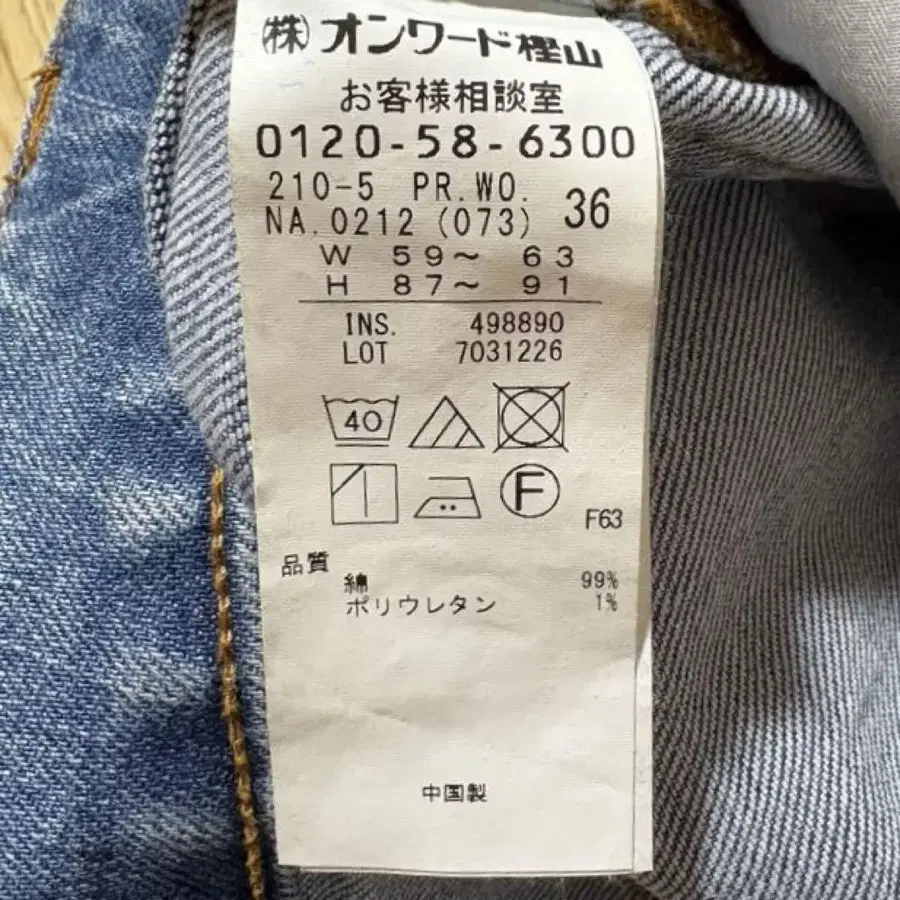 ㈱オンワード樫山
お客様相談室
0120-58-6300
210-5 PR.WO.
NA.0212(073) 36
W 59～ 63
H 87～ 91
INS. 498890
LOT 7031226
40
F
F63
品質
綿 99%
ポリウレタン 1%
中国製